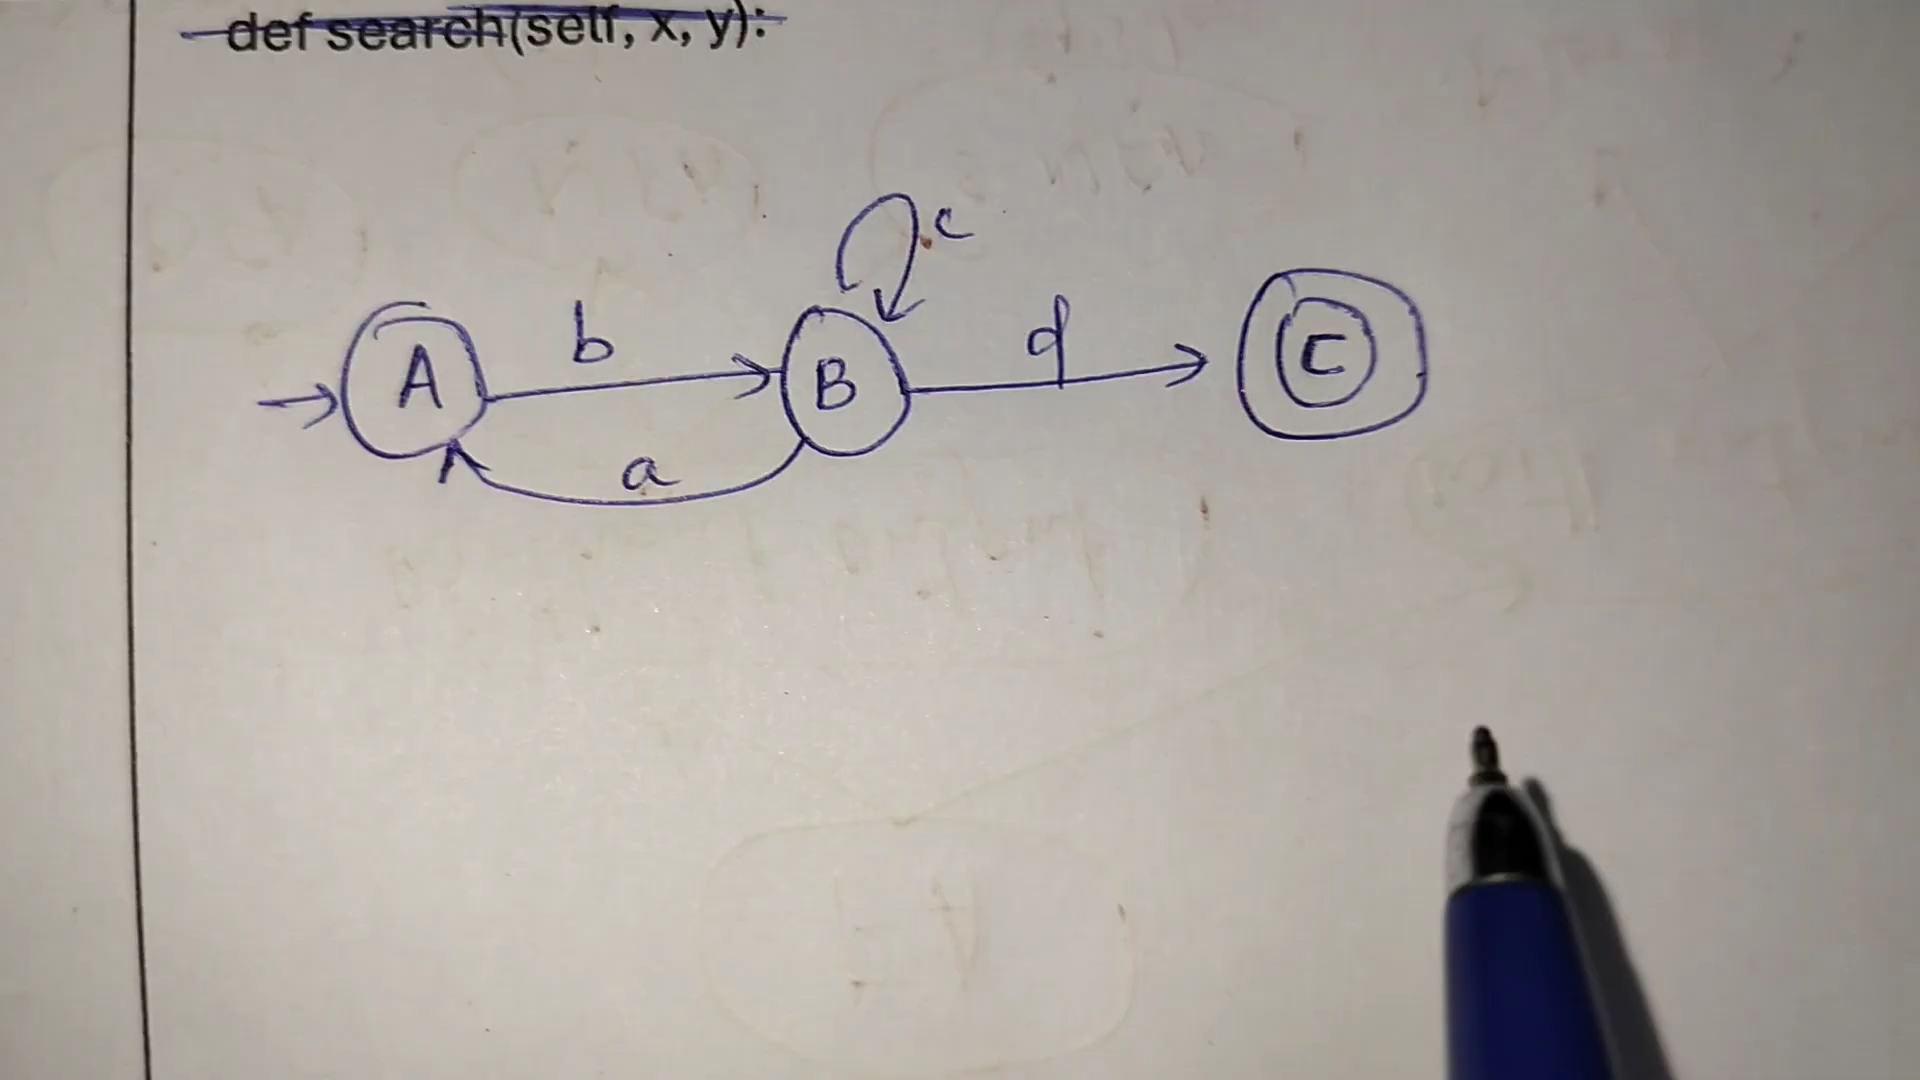 def search(self, x, y):
c
A b B d C
a